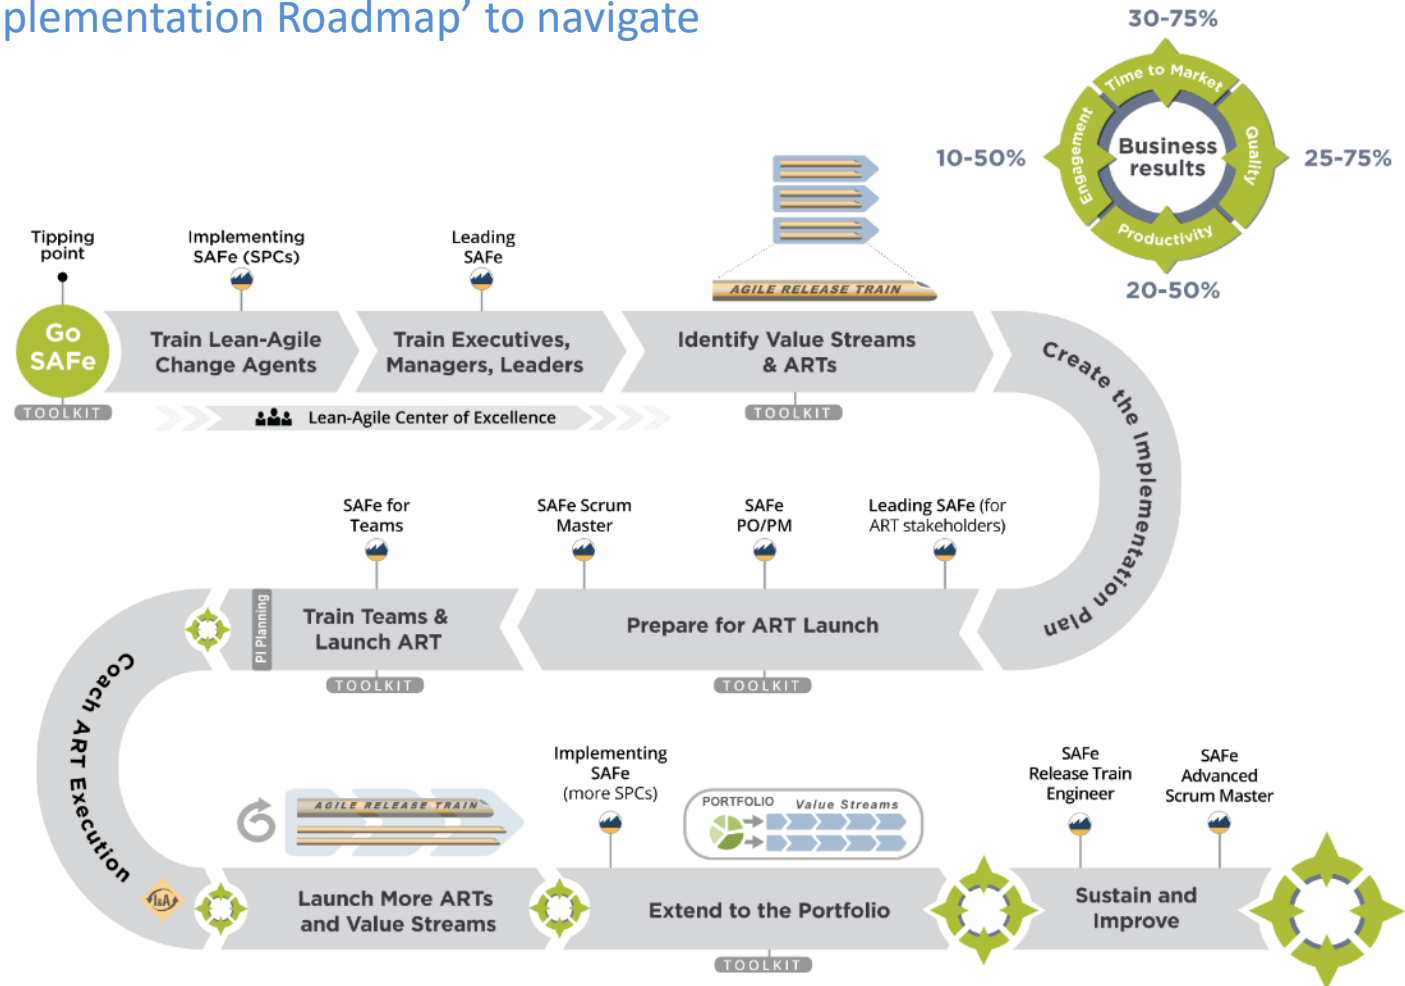 plementation Roadmap’ to navigate
30-75%
Time to Market
10-50%
Engagement
Business
results
Quality
25-75%
Productivity
20-50%
Tipping
point
Implementing
SAFe (SPCs)
Leading
SAFe
AGILE RELEASE TRAIN
Go
SAFe
Train Lean-Agile
Change Agents
Train Executives,
Managers, Leaders
Identify Value Streams
& ARTs
Create the Implementation Plan
TOOLKIT
Lean-Agile Center of Excellence
TOOLKIT
SAFe for
Teams
SAFe Scrum
Master
SAFe
PO/PM
Leading SAFe (for
ART stakeholders)
PI Planning
Train Teams &
Launch ART
Prepare for ART Launch
TOOLKIT
TOOLKIT
Coach ART Execution
I&A
Implementing
SAFe
(more SPCs)
SAFe
Release Train
Engineer
SAFe
Advanced
Scrum Master
AGILE RELEASE TRAIN
PORTFOLIO
Value Streams
Launch More ARTs
and Value Streams
Extend to the Portfolio
Sustain and
Improve
TOOLKIT